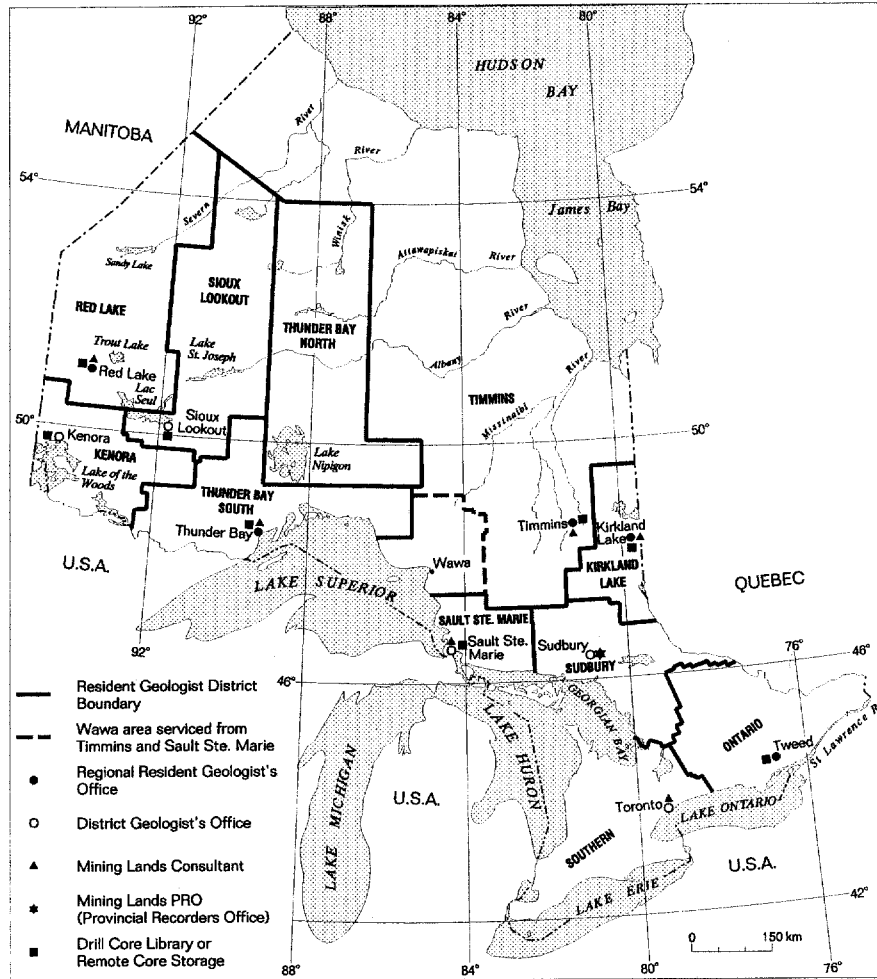 92°
88°
84°
80°
HUDSON
BAY
MANITOBA
River
River
54°
54°
Severn
James Bay
Winisk
Attawapiskat River
Sandy Lake
SIOUX
LOOKOUT
RED LAKE
THUNDER BAY
NORTH
River
Trout Lake
Lake
St. Joseph
Albany
River
Red Lake
Lac
Seul
TIMMINS
Missinaibi
50°
50°
Sioux
Lookout
Kenora
KENORA
Lake
Nipigon
Lake of the
Woods
THUNDER BAY
SOUTH
Thunder Bay
Timmins
Kirkland
Lake
KIRKLAND
LAKE
Wawa
U.S.A.
LAKE SUPERIOR
QUEBEC
SAULT STE. MARIE
Sault Ste.
Marie
Sudbury
SUDBURY
92°
76°
46°
46°
GEORGIAN BAY
ONTARIO
Tweed
St Lawrence R
LAKE MICHIGAN
LAKE HURON
U.S.A.
Toronto
LAKE ONTARIO
SOUTHERN
LAKE ERIE
U.S.A.
42°
0 150 km
88°
84°
80°
76°
Resident Geologist District
Boundary
Wawa area serviced from
Timmins and Sault Ste. Marie
Regional Resident Geologist's
Office
District Geologist's Office
Mining Lands Consultant
Mining Lands PRO
(Provincial Recorders Office)
Drill Core Library or
Remote Core Storage